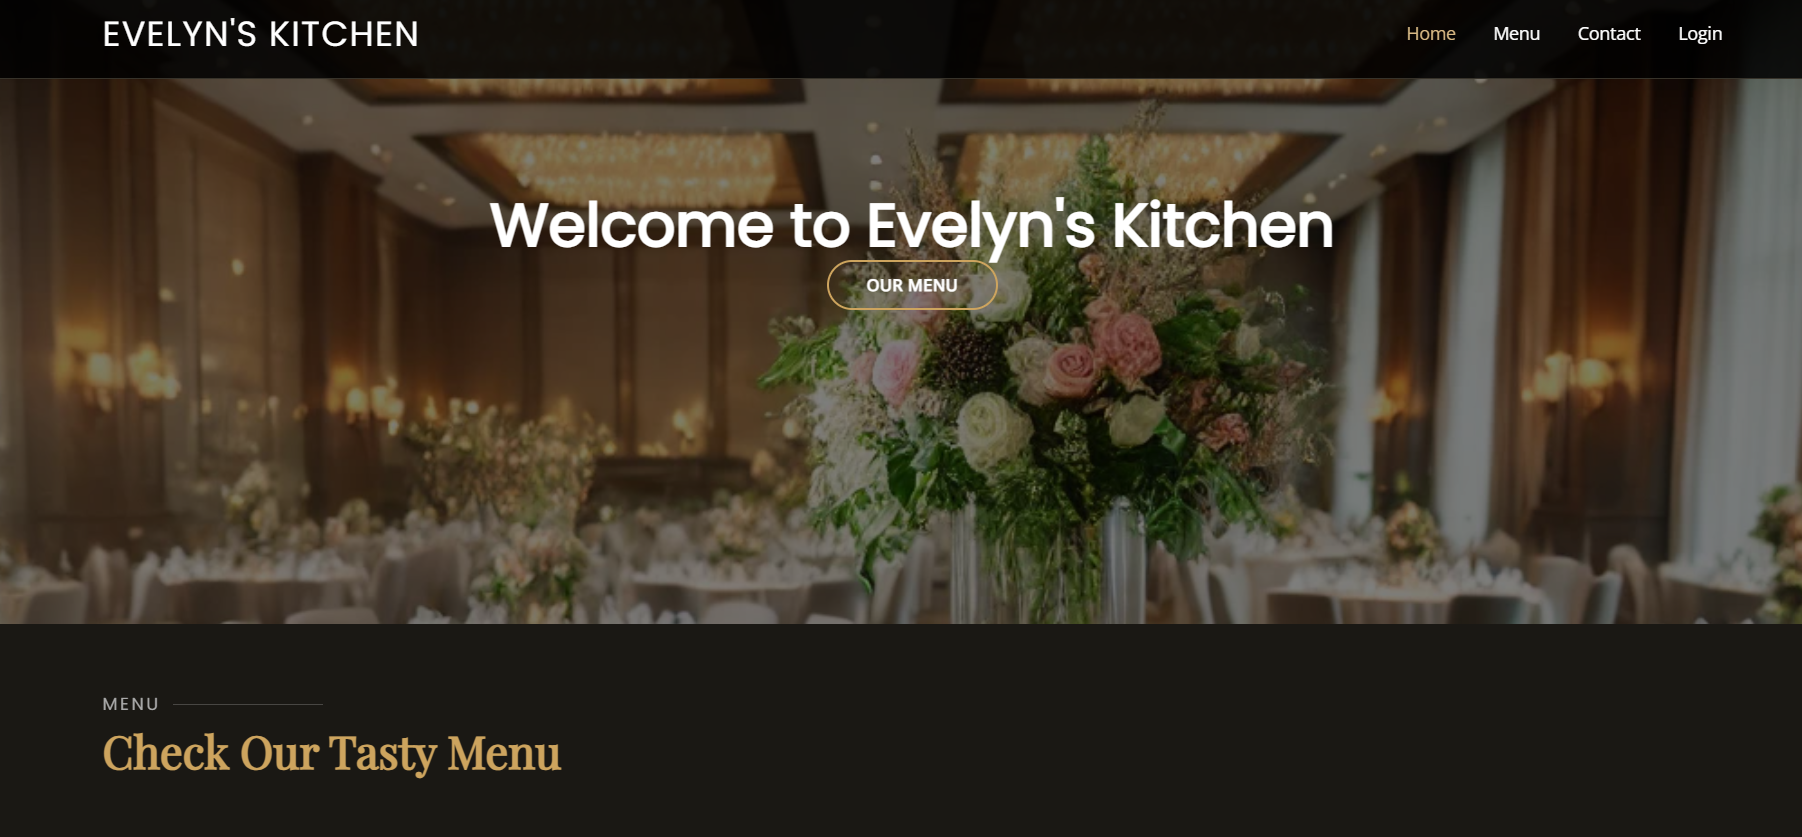 EVELYN'S KITCHEN
Home Menu Contact Login
Welcome to Evelyn's Kitchen
OUR MENU
MENU
Check Our Tasty Menu